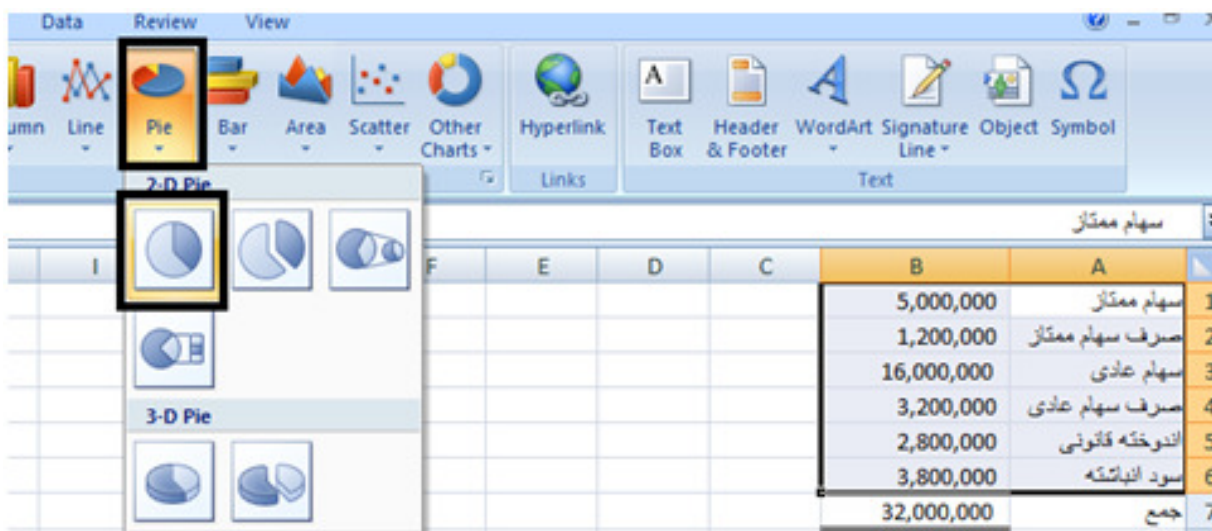 Data Review View
Line Pie Bar Area Scatter Other Charts
Hyperlink
Text Box Header & Footer WordArt Signature Line Object Symbol
Links Text
2-D Pie
3-D Pie
سهام ممتاز
I F E D C B A
1 سهام ممتاز 5,000,000
2 صرف سهام ممتاز 1,200,000
3 سهام عادی 16,000,000
4 صرف سهام عادی 3,200,000
5 اندوخته قانونی 2,800,000
6 سود انباشته 3,800,000
7 جمع 32,000,000